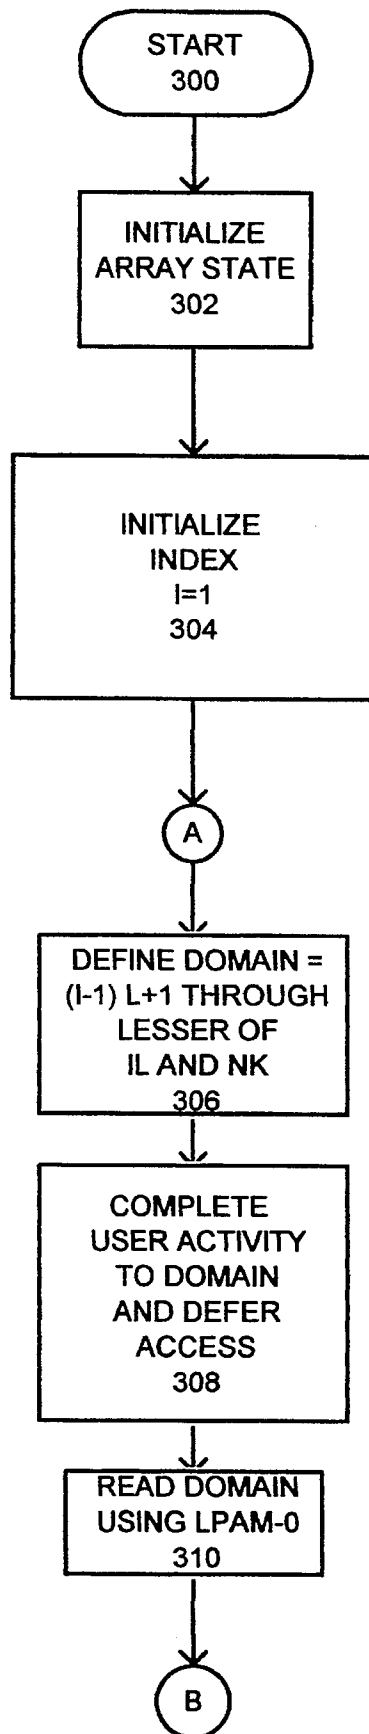 START
300
INITIALIZE
ARRAY STATE
302
INITIALIZE
INDEX
I=1
304
A
DEFINE DOMAIN =
(I-1) L+1 THROUGH
LESSER OF
IL AND NK
306
COMPLETE
USER ACTIVITY
TO DOMAIN
AND DEFER
ACCESS
308
READ DOMAIN
USING LPAM-0
310
B